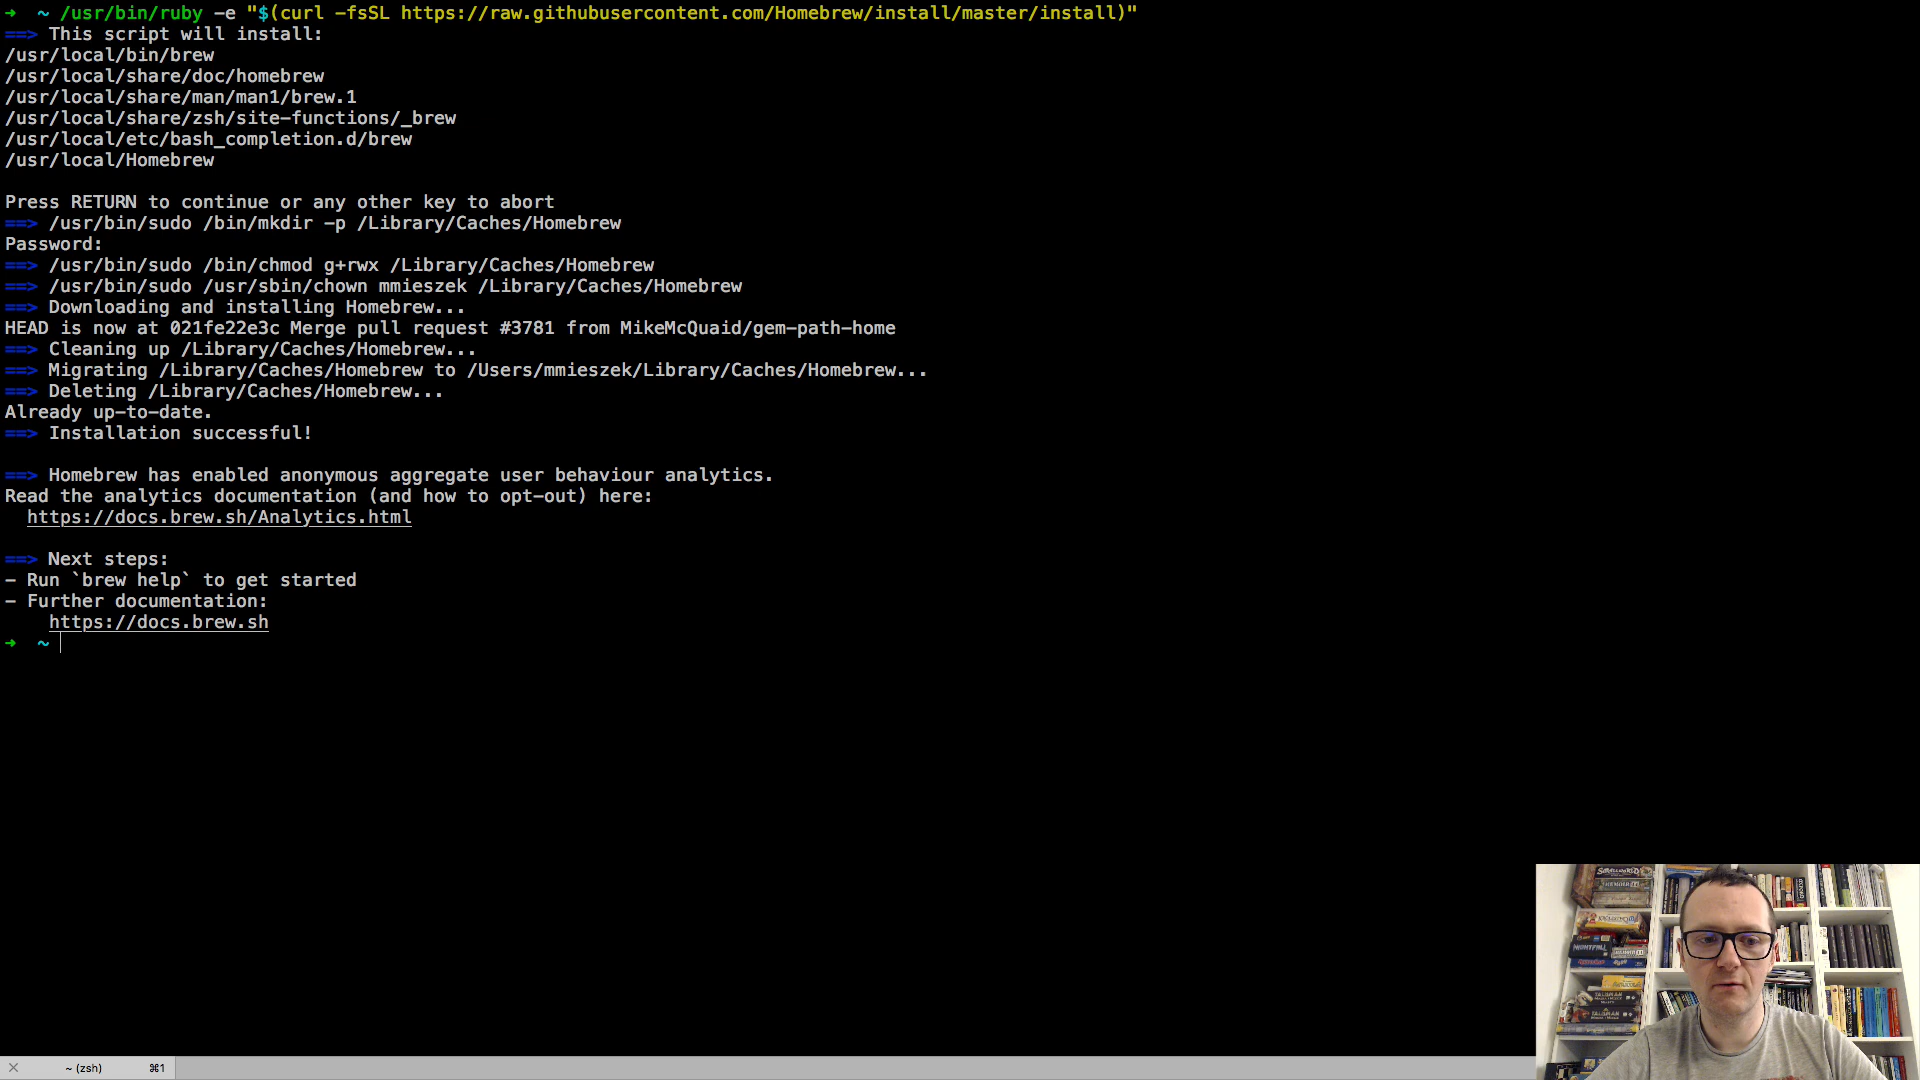 ➜  ~ /usr/bin/ruby -e "$(curl -fsSL https://raw.githubusercontent.com/Homebrew/install/master/install)"
==> This script will install:
/usr/local/bin/brew
/usr/local/share/doc/homebrew
/usr/local/share/man/man1/brew.1
/usr/local/share/zsh/site-functions/_brew
/usr/local/etc/bash_completion.d/brew
/usr/local/Homebrew
Press RETURN to continue or any other key to abort
==> /usr/bin/sudo /bin/mkdir -p /Library/Caches/Homebrew
Password:
==> /usr/bin/sudo /bin/chmod g+rwx /Library/Caches/Homebrew
==> /usr/bin/sudo /usr/sbin/chown mmieszek /Library/Caches/Homebrew
==> Downloading and installing Homebrew...
HEAD is now at 021fe22e3c Merge pull request #3781 from MikeMcQuaid/gem-path-home
==> Cleaning up /Library/Caches/Homebrew...
==> Migrating /Library/Caches/Homebrew to /Users/mmieszek/Library/Caches/Homebrew...
==> Deleting /Library/Caches/Homebrew...
Already up-to-date.
==> Installation successful!
==> Homebrew has enabled anonymous aggregate user behaviour analytics.
Read the analytics documentation (and how to opt-out) here:
https://docs.brew.sh/Analytics.html
==> Next steps:
- Run `brew help` to get started
- Further documentation:
https://docs.brew.sh
➜  ~
~ (zsh) ⌘1
NIGHTFALL
TALISMAN
TALISMAN